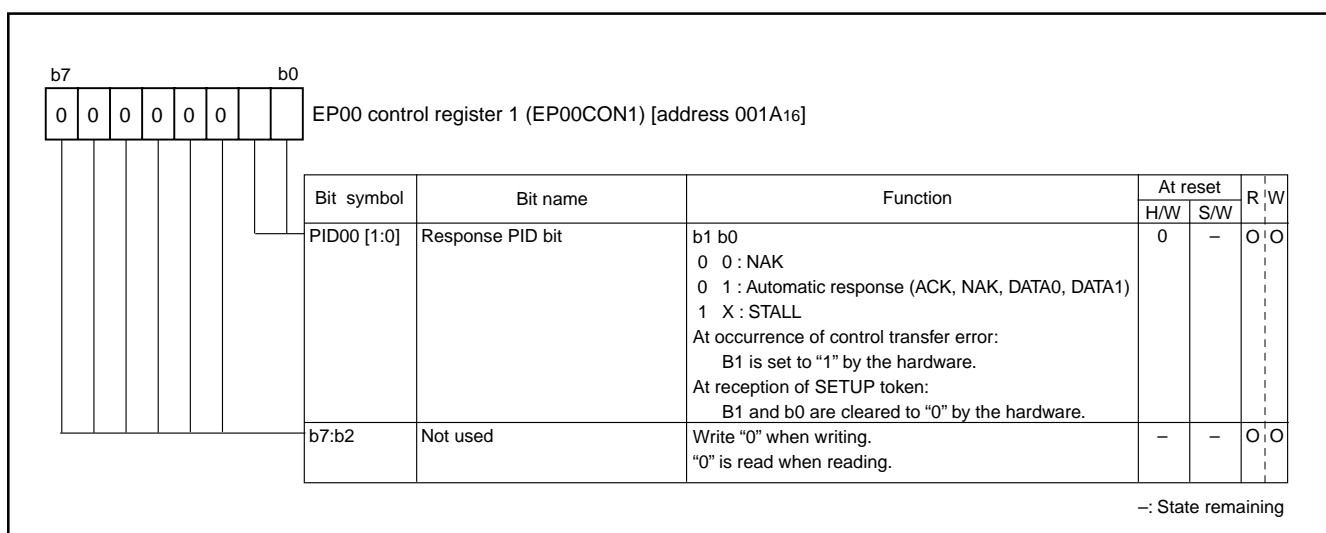 b7 b0
0 0 0 0 0 0
EP00 control register 1 (EP00CON1) [address 001A16]
Bit symbol Bit name Function At reset R W
H/W S/W
PID00 [1:0] Response PID bit b1 b0 0 – O O
0 0 : NAK
0 1 : Automatic response (ACK, NAK, DATA0, DATA1)
1 X : STALL
At occurrence of control transfer error:
B1 is set to “1” by the hardware.
At reception of SETUP token:
B1 and b0 are cleared to “0” by the hardware.
b7:b2 Not used Write “0” when writing. – – O O
“0” is read when reading.
–: State remaining